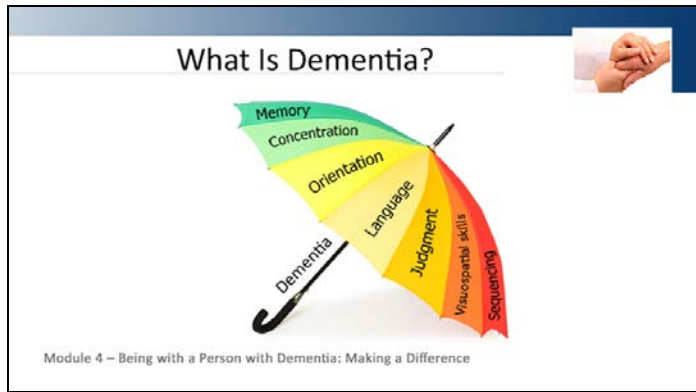 What Is Dementia?
Memory
Concentration
Orientation
Language
Judgment
Visuospatial skills
Sequencing
Dementia
Module 4 – Being with a Person with Dementia: Making a Difference